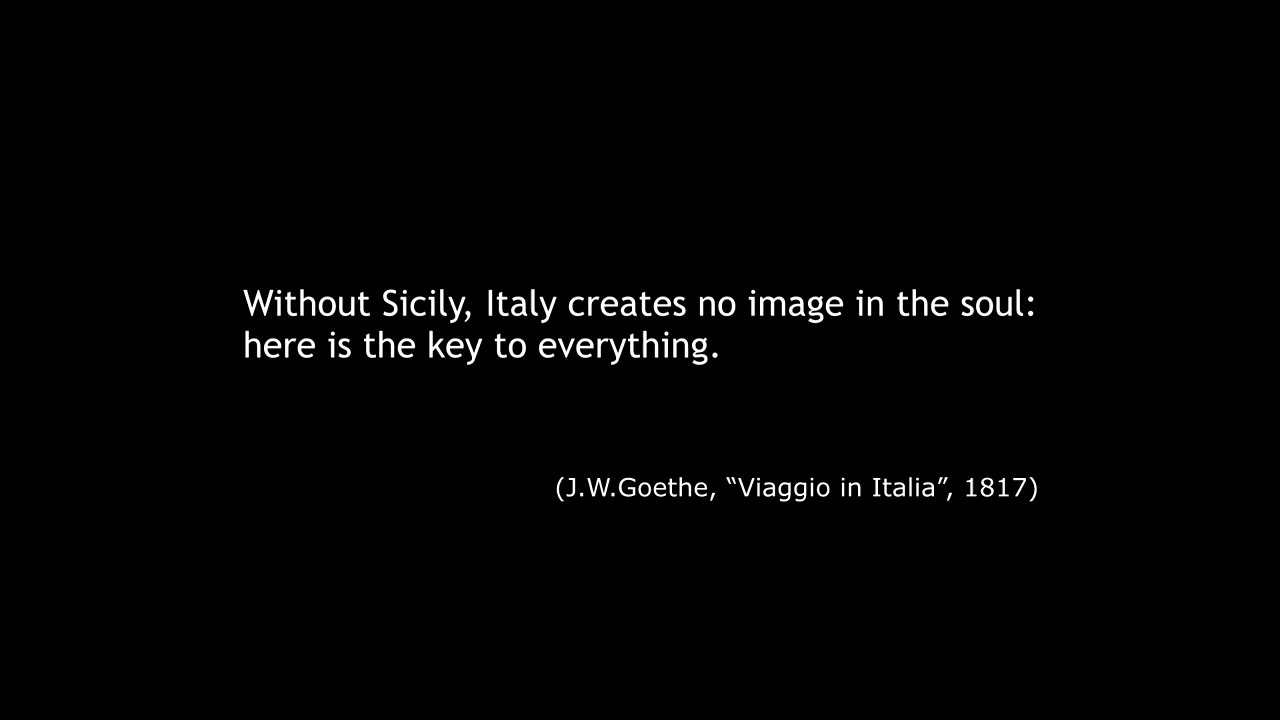 Without Sicily, Italy creates no image in the soul:
here is the key to everything.
(J.W.Goethe, “Viaggio in Italia”, 1817)